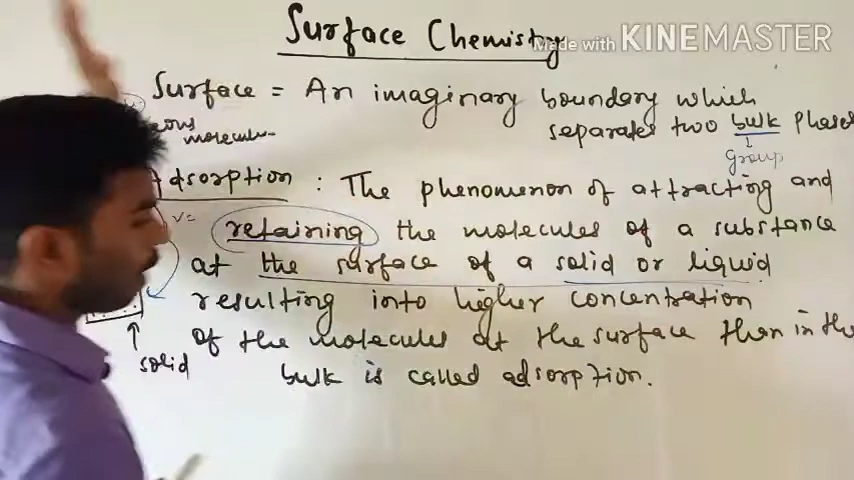 Surface Chemistry
Made with KINEMASTER
Surface = An imaginary boundary which
separates two bulk phases
molecules
group
Adsorption : The phenomenon of attracting and
v=
retaining the molecules of a substance
at the surface of a solid or liquid
resulting into higher concentration
of the molecules at the surface then in the
solid
bulk is called adsorption.